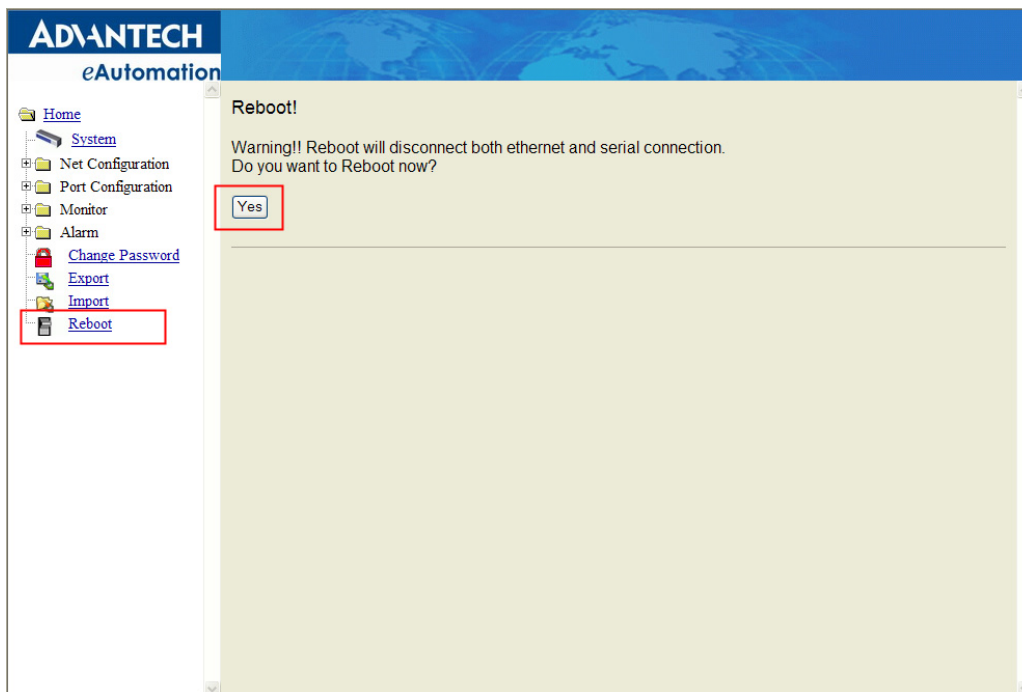 ADVANTECH
eAutomation
Home
System
Net Configuration
Port Configuration
Monitor
Alarm
Change Password
Export
Import
Reboot
Reboot!
Warning!! Reboot will disconnect both ethernet and serial connection.
Do you want to Reboot now?
Yes